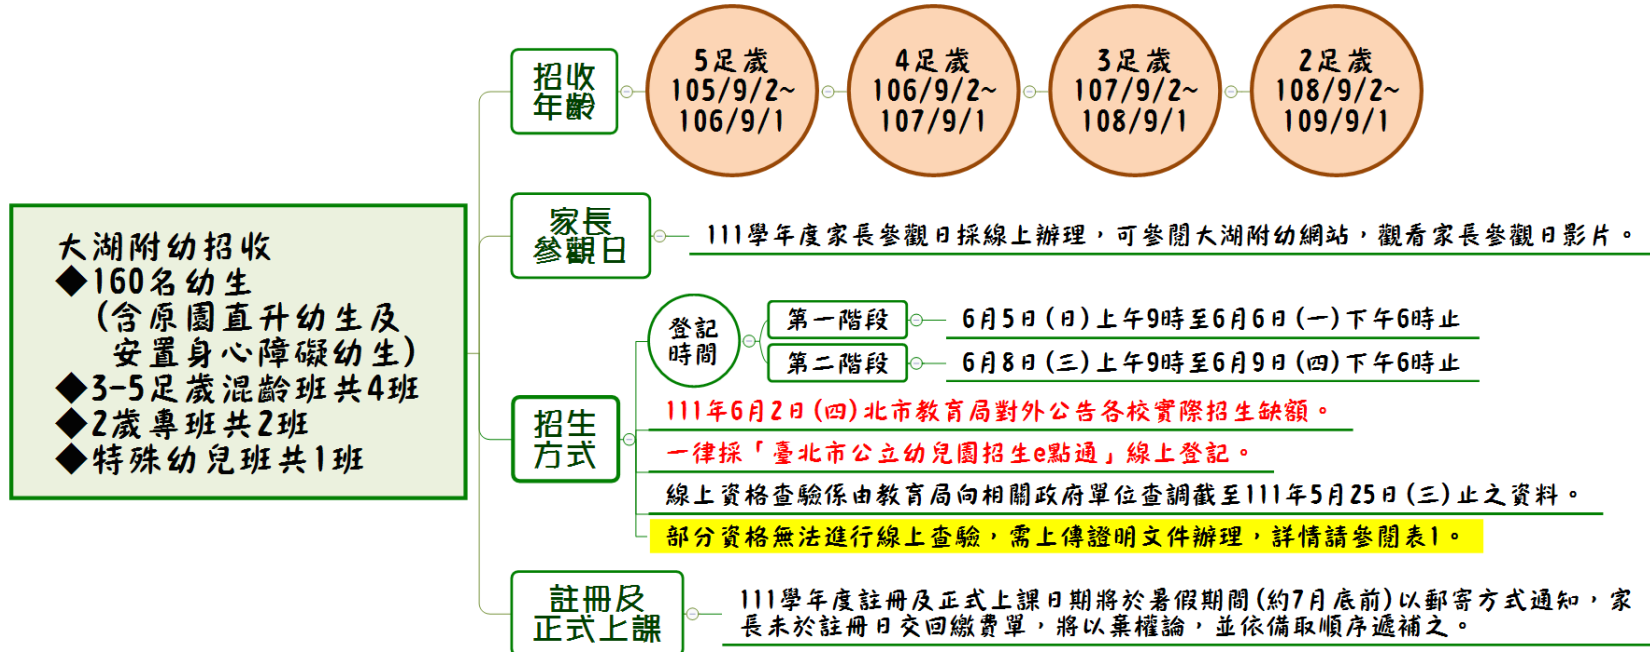 大湖附幼招收
◆160名幼生
(含原園直升幼生及
安置身心障礙幼生)
◆3-5足歲混齡班共4班
◆2歲專班共2班
◆特殊幼兒班共1班
招收
年齡
5足歲
105/9/2~
106/9/1
4足歲
106/9/2~
107/9/1
3足歲
107/9/2~
108/9/1
2足歲
108/9/2~
109/9/1
家長
參觀日
111學年度家長參觀日採線上辦理，可參閱大湖附幼網站，觀看家長參觀日影片。
招生
方式
登記
時間
第一階段
6月5日(日)上午9時至6月6日(一)下午6時止
第二階段
6月8日(三)上午9時至6月9日(四)下午6時止
111年6月2日(四)北市教育局對外公告各校實際招生缺額。
一律採「臺北市公立幼兒園招生e點通」線上登記。
線上資格查驗係由教育局向相關政府單位查調截至111年5月25日(三)止之資料。
部分資格無法進行線上查驗，需上傳證明文件辦理，詳情請參閱表1。
註冊及
正式上課
111學年度註冊及正式上課日期將於暑假期間(約7月底前)以郵寄方式通知，家
長未於註冊日交回繳費單，將以棄權論，並依備取順序遞補之。